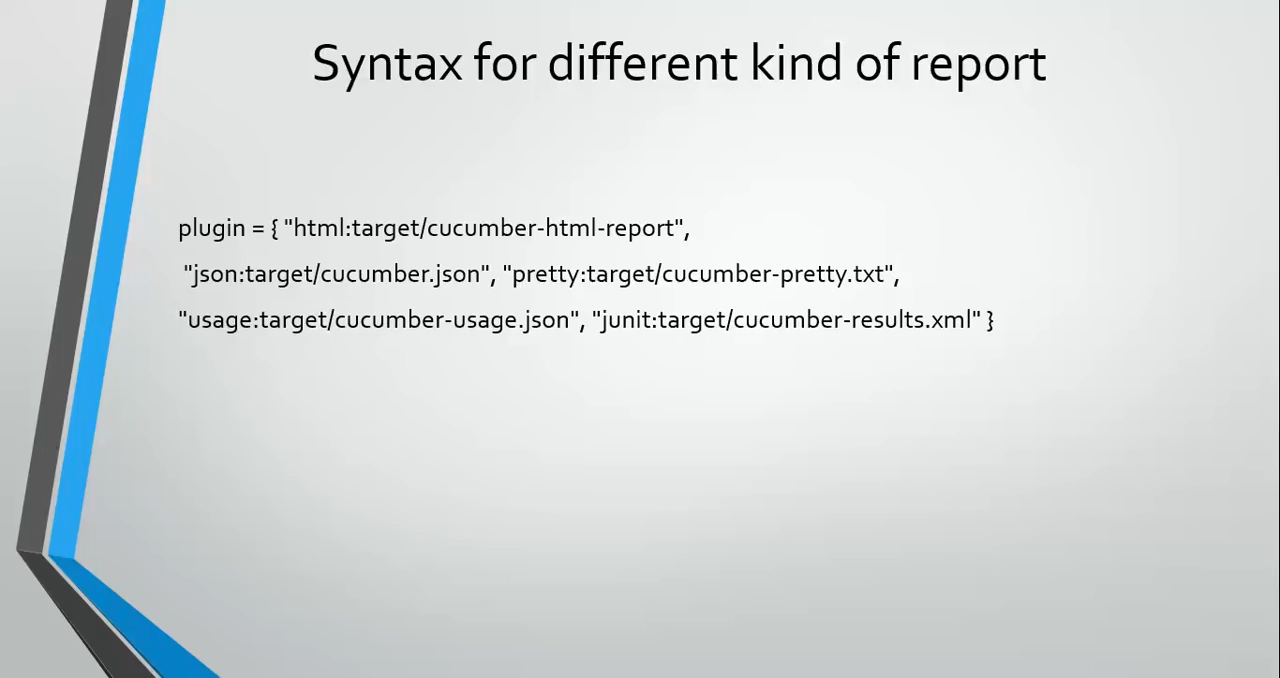 Syntax for different kind of report
plugin = { "html:target/cucumber-html-report",
"json:target/cucumber.json", "pretty:target/cucumber-pretty.txt",
"usage:target/cucumber-usage.json", "junit:target/cucumber-results.xml" }